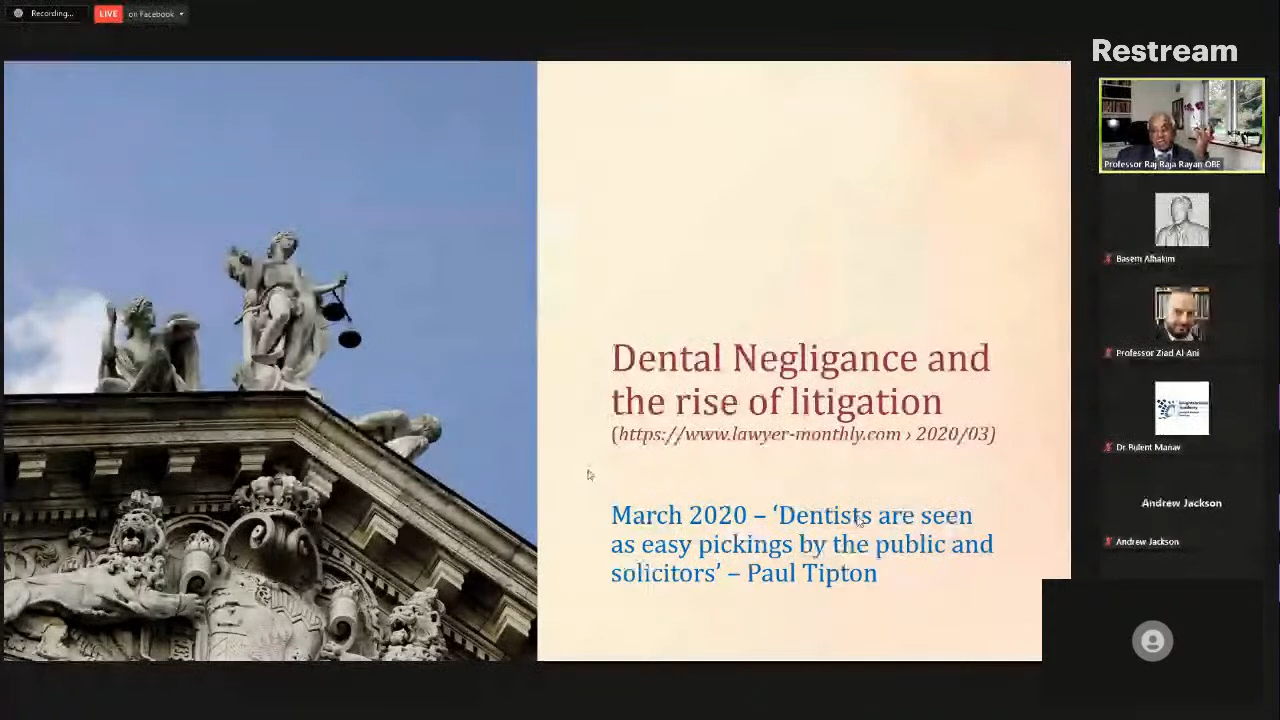 Recording...
LIVE on Facebook
Restream
Professor Raj Raja Rayan OBE
Dental Negligance and
the rise of litigation
(https://www.lawyer-monthly.com › 2020/03)
March 2020 – ‘Dentists are seen
as easy pickings by the public and
solicitors’ – Paul Tipton
Basem Alhakim
Professor Ziad Al-Ani
Dr Bulent Manav
Andrew Jackson
Andrew Jackson